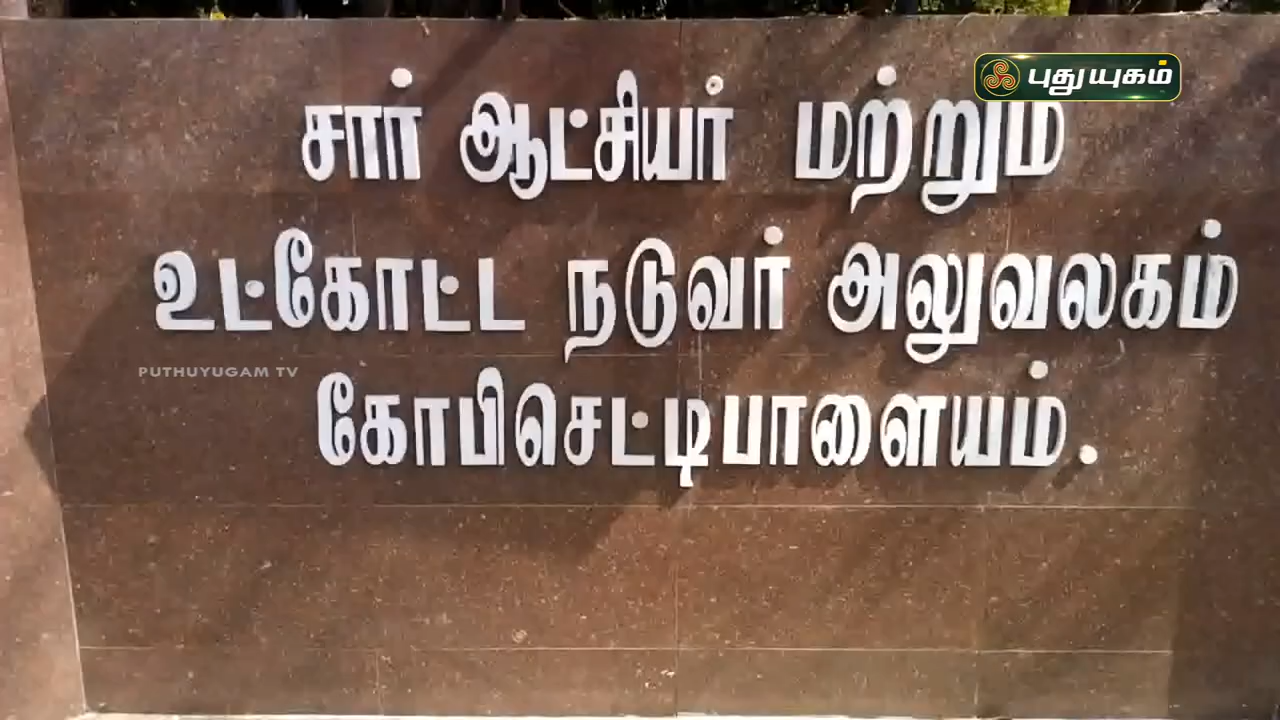 புதுயுகம்
சார் ஆட்சியர் மற்றும்
உட்கோட்ட நடுவர் அலுவலகம்
PUTHUYUGAM TV
கோபிசெட்டிபாளையம்.